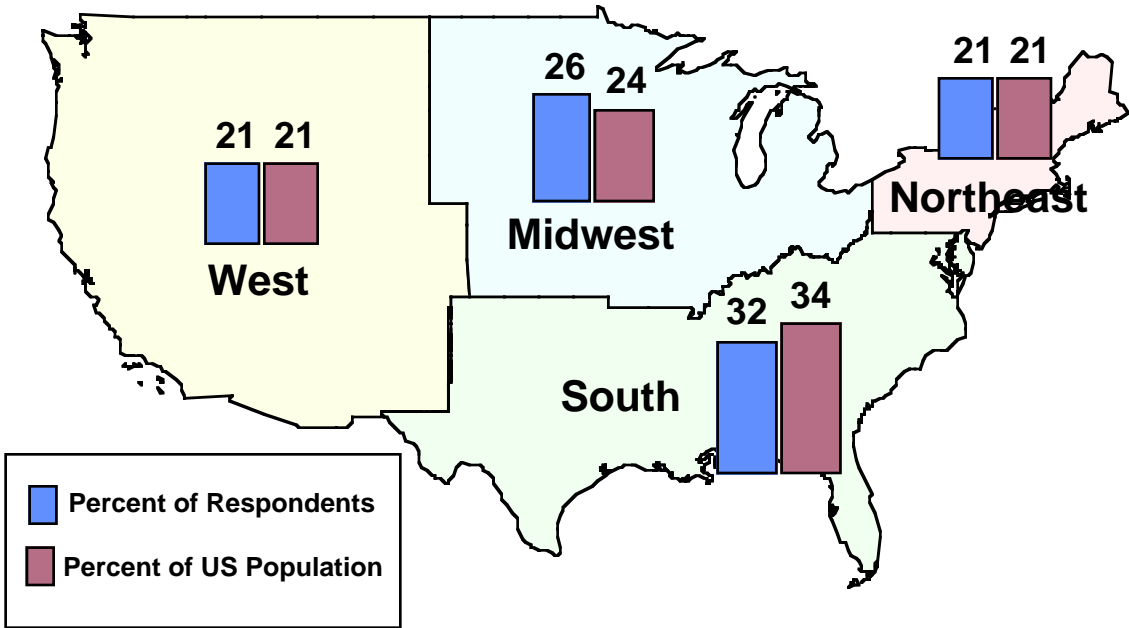 21 21
West
26 24
Midwest
21 21
Northeast
32 34
South
Percent of Respondents
Percent of US Population